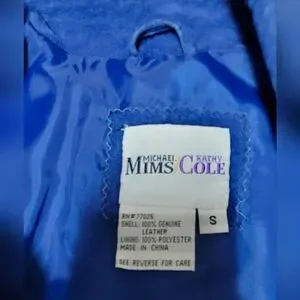 MICHAEL KATHY
MIMS COLE
S
RN# 77026
SHELL: 100% GENUINE
LEATHER
LINING: 100% POLYESTER
MADE IN CHINA
SEE REVERSE FOR CARE